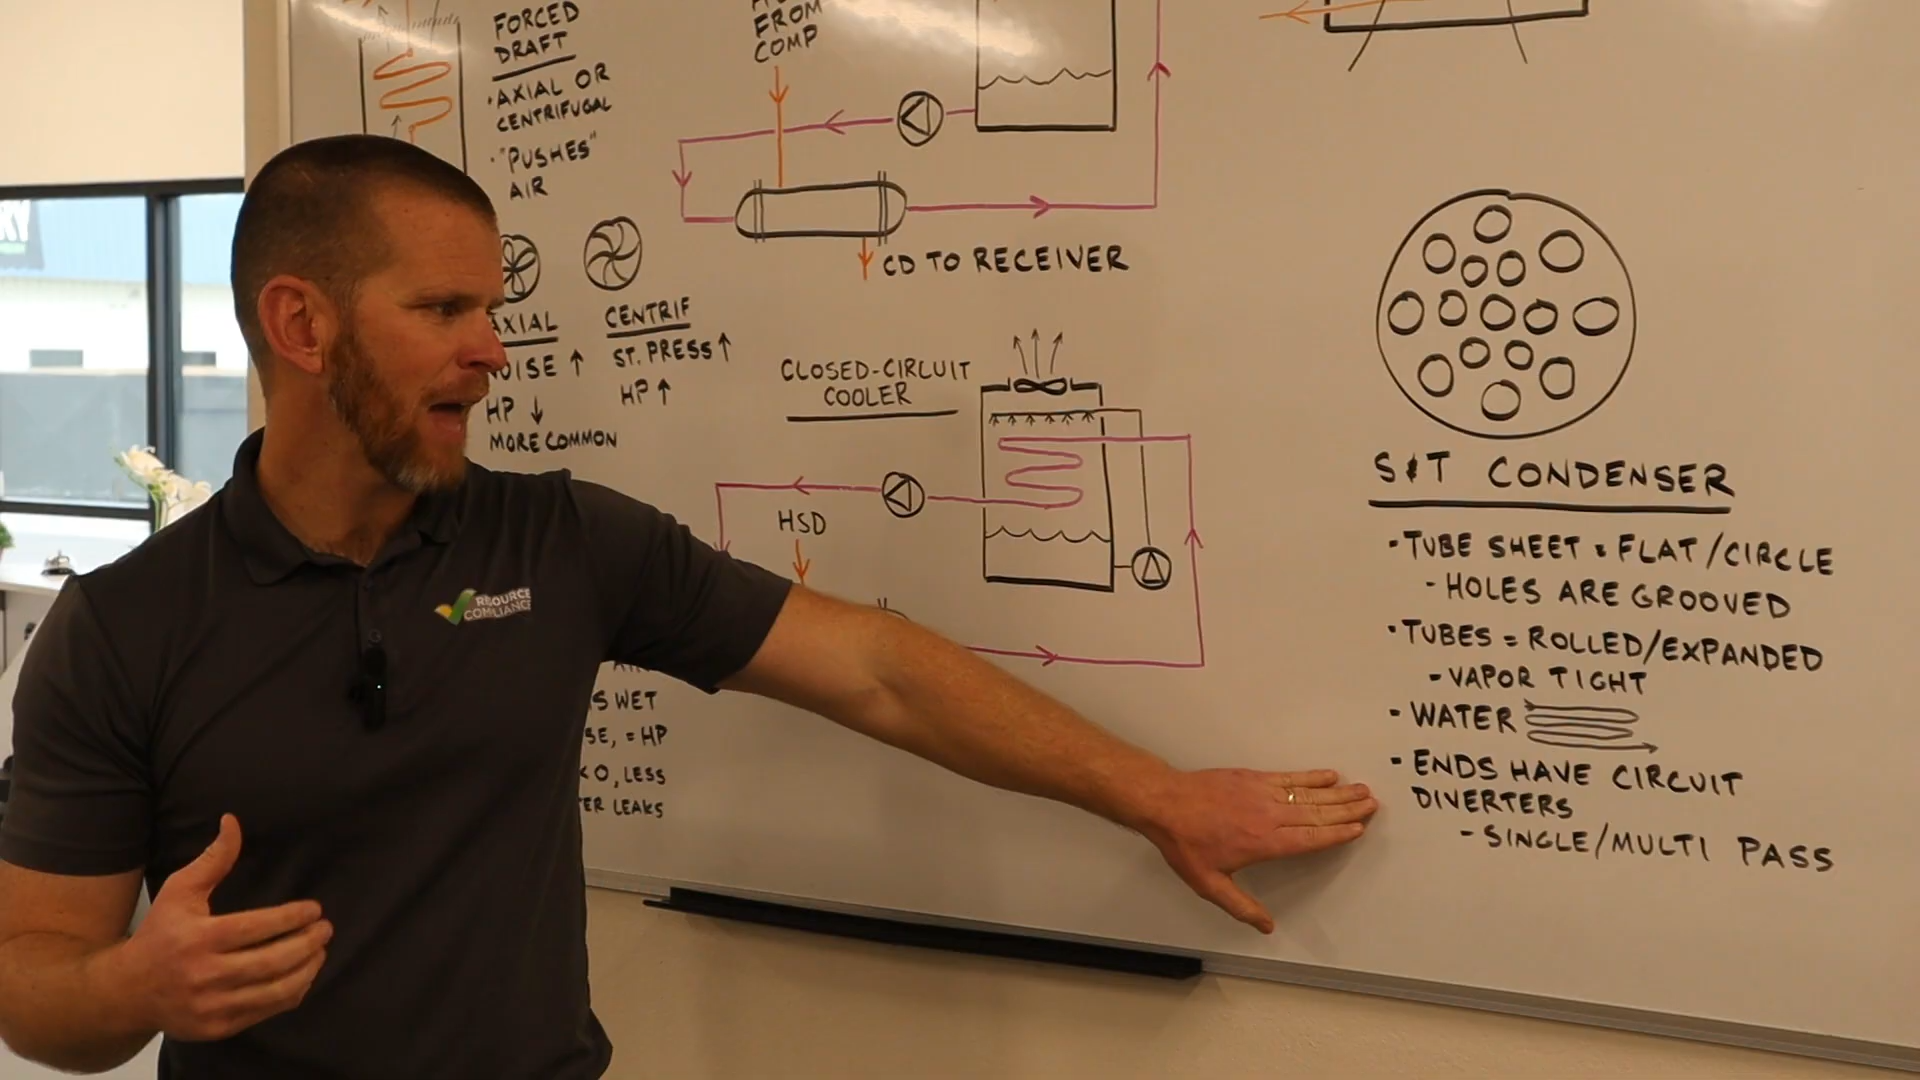 FORCED
DRAFT
• AXIAL OR
CENTRIFUGAL
• "PUSHES"
AIR
AXIAL
NOISE ↑
HP ↓
MORE COMMON
CENTRIF
ST. PRESS ↑
HP ↑
FROM
COMP
CD TO RECEIVER
CLOSED-CIRCUIT
COOLER
HSD
WET
= HP
LESS
LEAKS
S&T CONDENSER
• TUBE SHEET = FLAT/CIRCLE
- HOLES ARE GROOVED
• TUBES = ROLLED/EXPANDED
- VAPOR TIGHT
- WATER
- ENDS HAVE CIRCUIT
DIVERTERS
- SINGLE/MULTI PASS
RESOURCE
COMPLIANCE